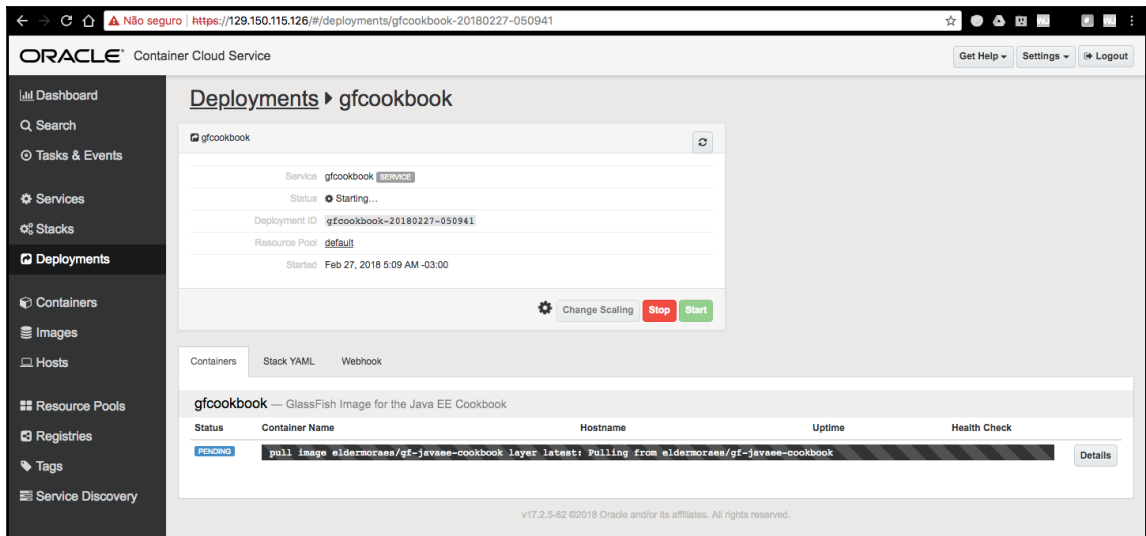 Não seguro https://129.150.115.126/#/deployments/gfcookbook-20180227-050941
ORACLE Container Cloud Service
Get Help Settings Logout
Dashboard
Search
Tasks & Events
Services
Stacks
Deployments
Containers
Images
Hosts
Resource Pools
Registries
Tags
Service Discovery
Deployments gfcookbook
gfcookbook
Service gfcookbook SERVICE
Status Starting...
Deployment ID gfcookbook-20180227-050941
Resource Pool default
Started Feb 27, 2018 5:09 AM -03:00
Change Scaling Stop Start
Containers Stack YAML Webhook
gfcookbook — GlassFish Image for the Java EE Cookbook
Status Container Name Hostname Uptime Health Check
PENDING pull image eldermoraes/gf-javaee-cookbook layer latest: Pulling from eldermoraes/gf-javaee-cookbook Details
v17.2.5-82 ©2018 Oracle and/or its affiliates. All rights reserved.